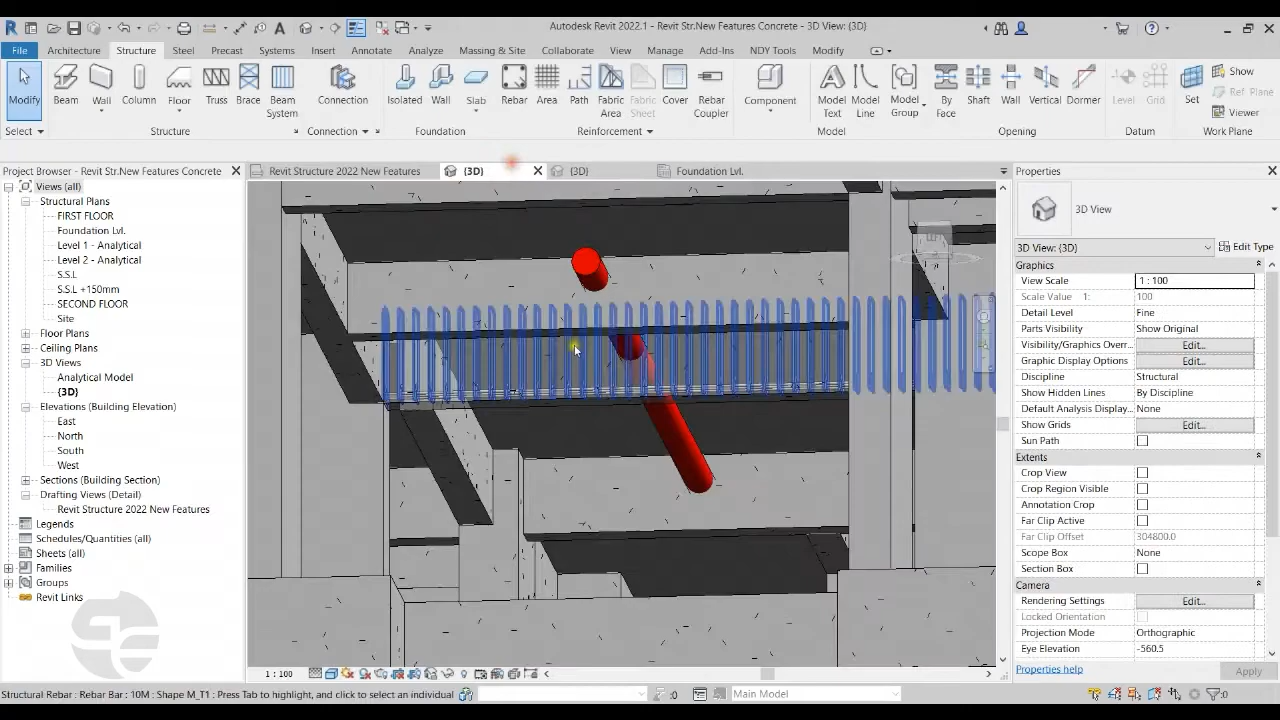 Autodesk Revit 2022.1 - Revit Str.New Features Concrete - 3D View: {3D}
File Architecture Structure Steel Precast Systems Insert Annotate Analyze Massing & Site Collaborate View Manage Add-Ins NDY Tools Modify
Modify Beam Wall Column Floor Truss Brace Beam System Connection Isolated Wall Slab Rebar Area Path Fabric Area Fabric Sheet Cover Rebar Coupler Component Model Text Model Line Model Group By Face Shaft Wall Vertical Dormer Level Grid Set Show Ref Plane Viewer
Select Structure Connection Foundation Reinforcement Model Opening Datum Work Plane
Project Browser - Revit Str.New Features Concrete
Revit Structure 2022 New Features
{3D}
{3D}
Foundation Lvl.
Properties
Views (all)
Structural Plans
FIRST FLOOR
Foundation Lvl.
Level 1 - Analytical
Level 2 - Analytical
S.S.L
S.S.L +150mm
SECOND FLOOR
Site
Floor Plans
Ceiling Plans
3D Views
Analytical Model
{3D}
Elevations (Building Elevation)
East
North
South
West
Sections (Building Section)
Drafting Views (Detail)
Revit Structure 2022 New Features
Legends
Schedules/Quantities (all)
Sheets (all)
Families
Groups
Revit Links
3D View
3D View: {3D} Edit Type
Graphics
View Scale 1 : 100
Scale Value 1: 100
Detail Level Fine
Parts Visibility Show Original
Visibility/Graphics Overr... Edit...
Graphic Display Options Edit...
Discipline Structural
Show Hidden Lines By Discipline
Default Analysis Display... None
Show Grids Edit...
Sun Path
Extents
Crop View
Crop Region Visible
Annotation Crop
Far Clip Active
Far Clip Offset 304800.0
Scope Box None
Section Box
Camera
Rendering Settings Edit...
Locked Orientation
Projection Mode Orthographic
Eye Elevation -560.5
Properties help Apply
1 : 100
Structural Rebar : Rebar Bar : 10M : Shape M_T1 : Press Tab to highlight, and click to select an individual :0 Main Model :0